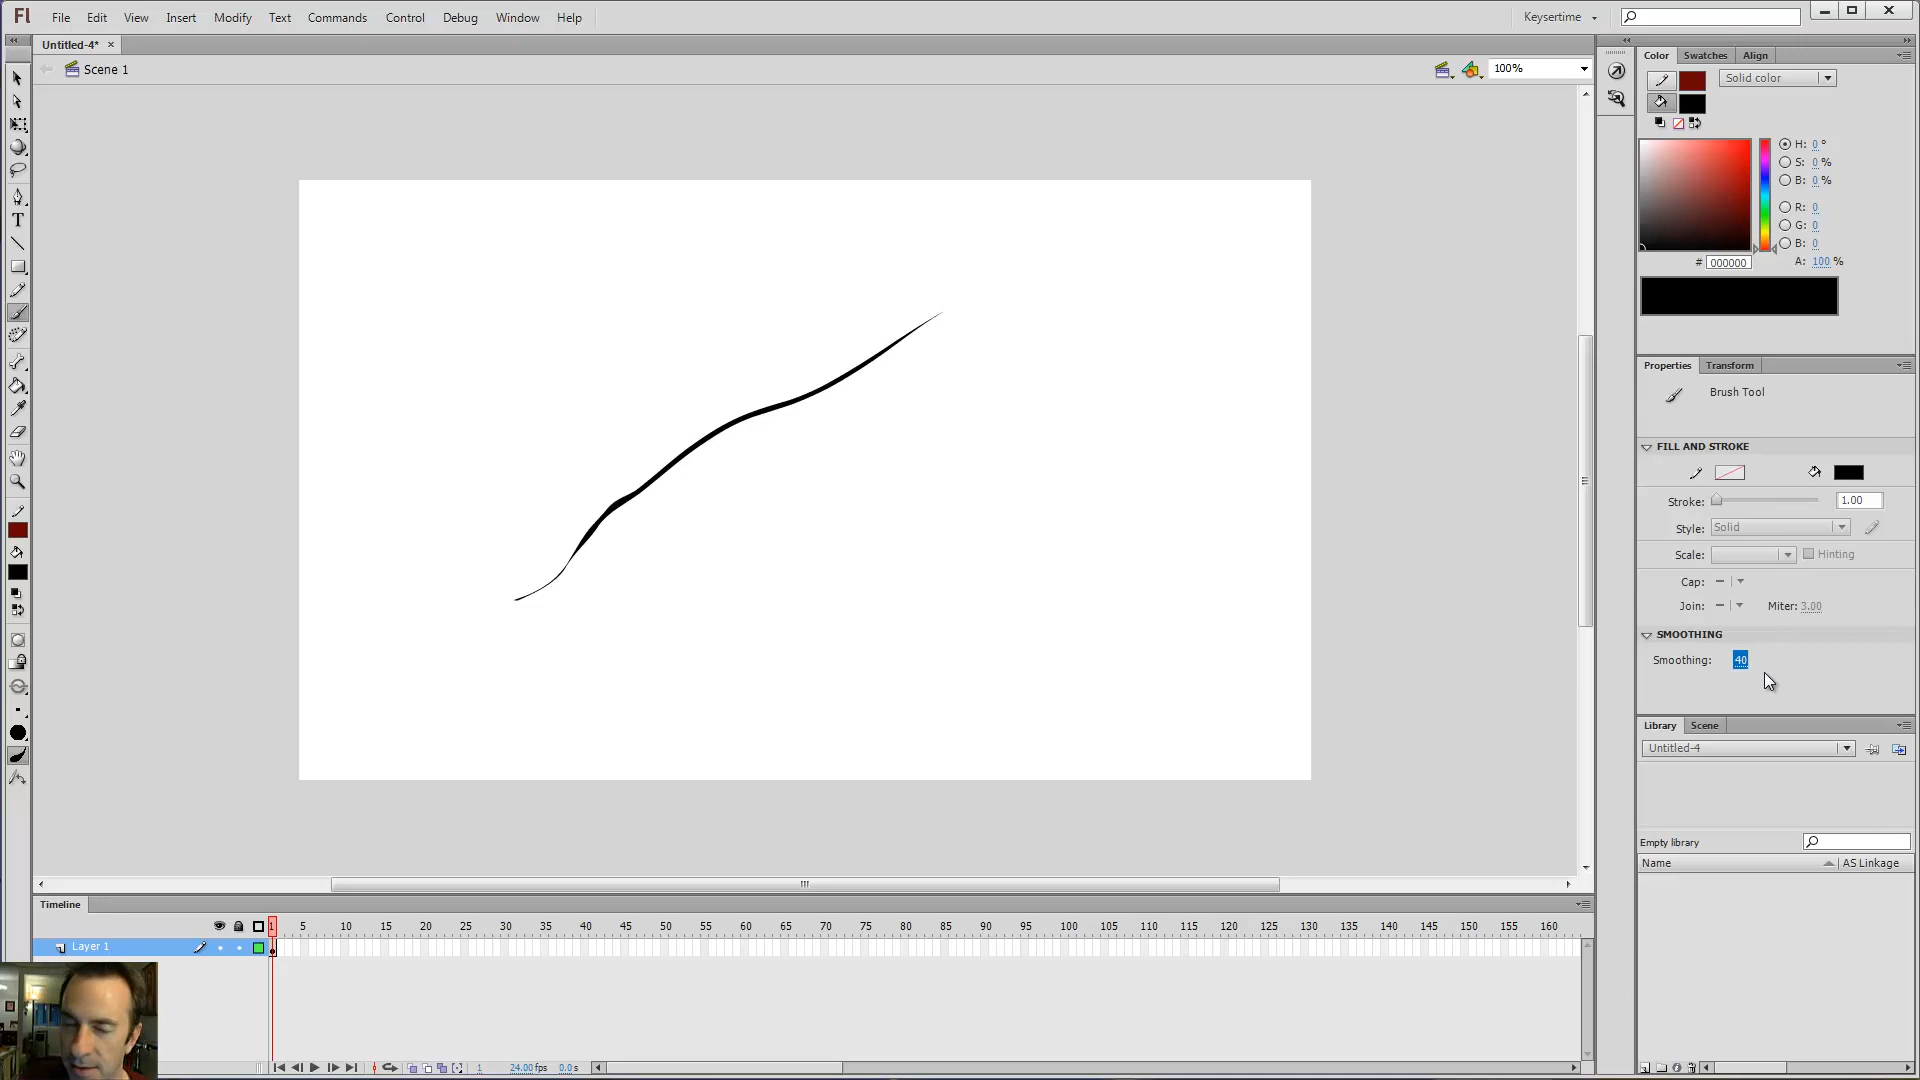 Fl File Edit View Insert Modify Text Commands Control Debug Window Help Keysertime
Untitled-4* ×
Scene 1 100%
Color Swatches Align
Solid color
H: 0 °
S: 0 %
B: 0 %
R: 0
G: 0
B: 0
# 000000 A: 100 %
T
Properties Transform
Brush Tool
FILL AND STROKE
Stroke: 1.00
Style: Solid
Scale: Hinting
Cap:
Join: Miter: 3.00
SMOOTHING
Smoothing: 40
Library Scene
Untitled-4
Empty library
Name AS Linkage
Timeline
1 5 10 15 20 25 30 35 40 45 50 55 60 65 70 75 80 85 90 95 100 105 110 115 120 125 130 135 140 145 150 155 160
Layer 1
1 24.00 fps 0.0 s